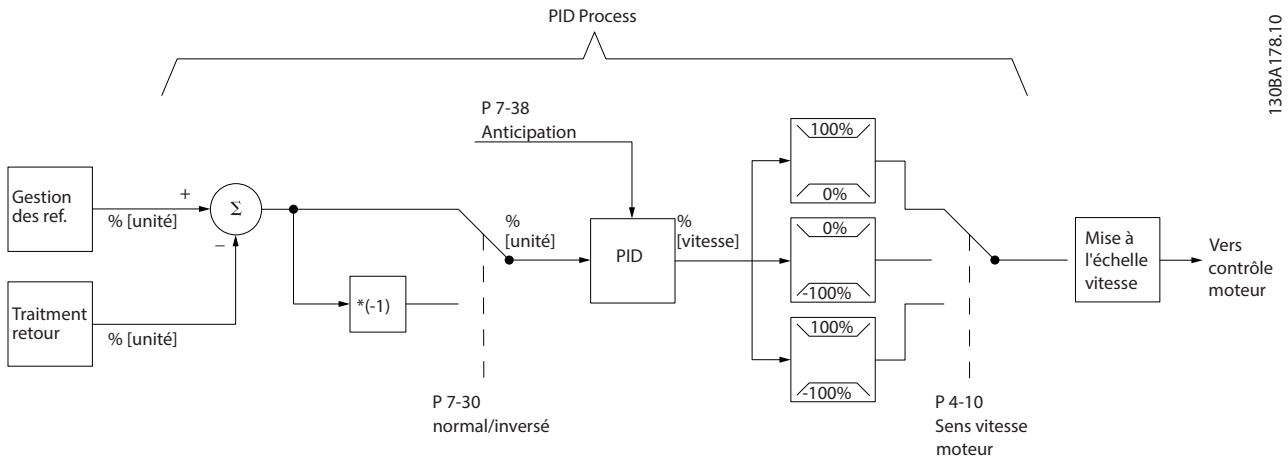 PID Process
130BA178.10
P 7-38
Anticipation
100%
0%
Gestion
des ref.
+
% [unité]
Σ
–
%
[unité]
PID
%
[vitesse]
0%
-100%
Mise à
l'échelle
vitesse
Vers
contrôle
moteur
*(-1)
Traitment
retour
% [unité]
100%
-100%
P 7-30
normal/inversé
P 4-10
Sens vitesse
moteur